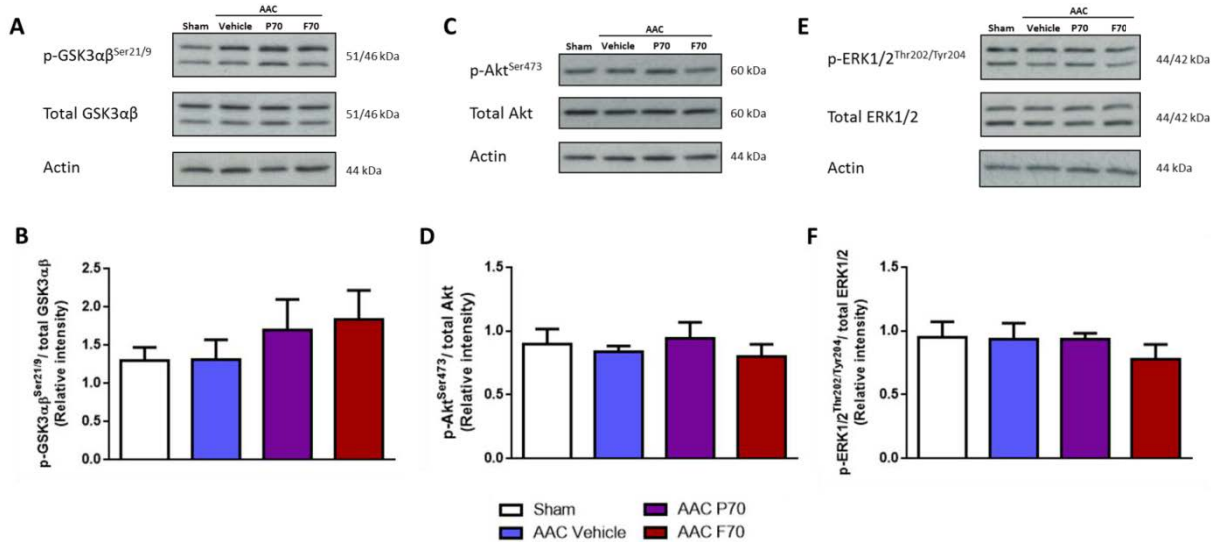 A
AAC
Sham Vehicle P70 F70
p-GSK3αβSer21/9 51/46 kDa
Total GSK3αβ 51/46 kDa
Actin 44 kDa
B
p-GSK3αβSer21/9/ total GSK3αβ
(Relative intensity)
2.5
2.0
1.5
1.0
0.5
0.0
C
AAC
Sham Vehicle P70 F70
p-AktSer473 60 kDa
Total Akt 60 kDa
Actin 44 kDa
D
p-AktSer473/ total Akt
(Relative intensity)
1.5
1.0
0.5
0.0
E
AAC
Sham Vehicle P70 F70
p-ERK1/2Thr202/Tyr204 44/42 kDa
Total ERK1/2 44/42 kDa
Actin 44 kDa
F
p-ERK1/2Thr202/Tyr204/ total ERK1/2
(Relative intensity)
1.5
1.0
0.5
0.0
Sham
AAC Vehicle
AAC P70
AAC F70